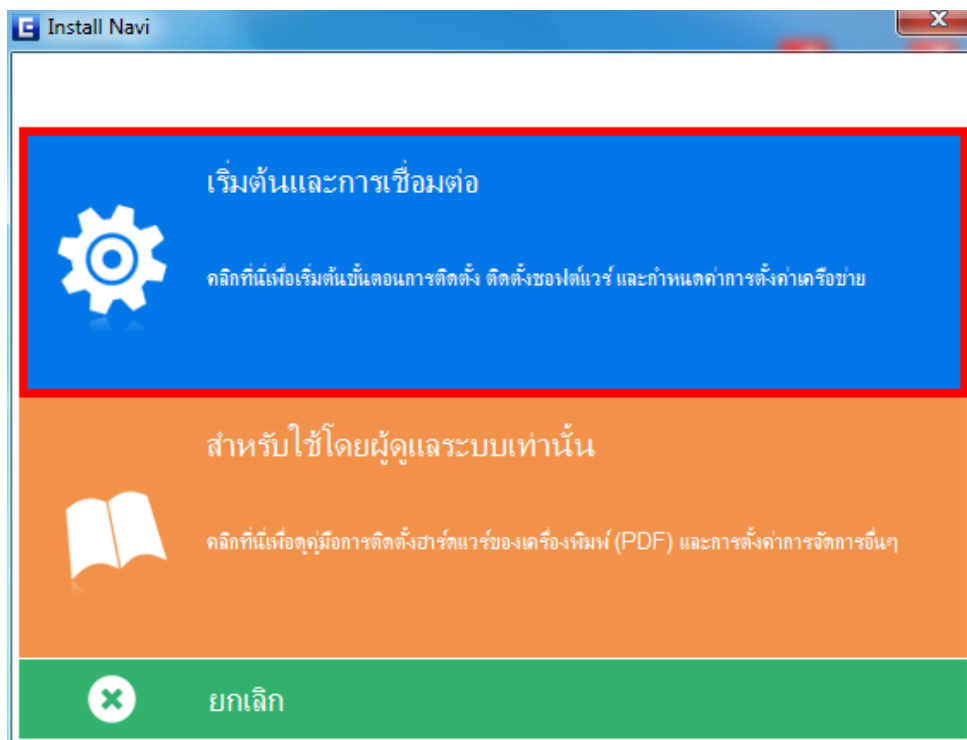 Install Navi
เริ่มต้นและการเชื่อมต่อ
คลิกที่นี่เพื่อเริ่มต้นขั้นตอนการติดตั้ง ติดตั้งซอฟต์แวร์ และกำหนดค่าการตั้งค่าเครือข่าย
สำหรับใช้โดยผู้ดูแลระบบเท่านั้น
คลิกที่นี่เพื่อดูคู่มือการติดตั้งฮาร์ดแวร์ของเครื่องพิมพ์ (PDF) และการตั้งค่าการจัดการอื่นๆ
ยกเลิก